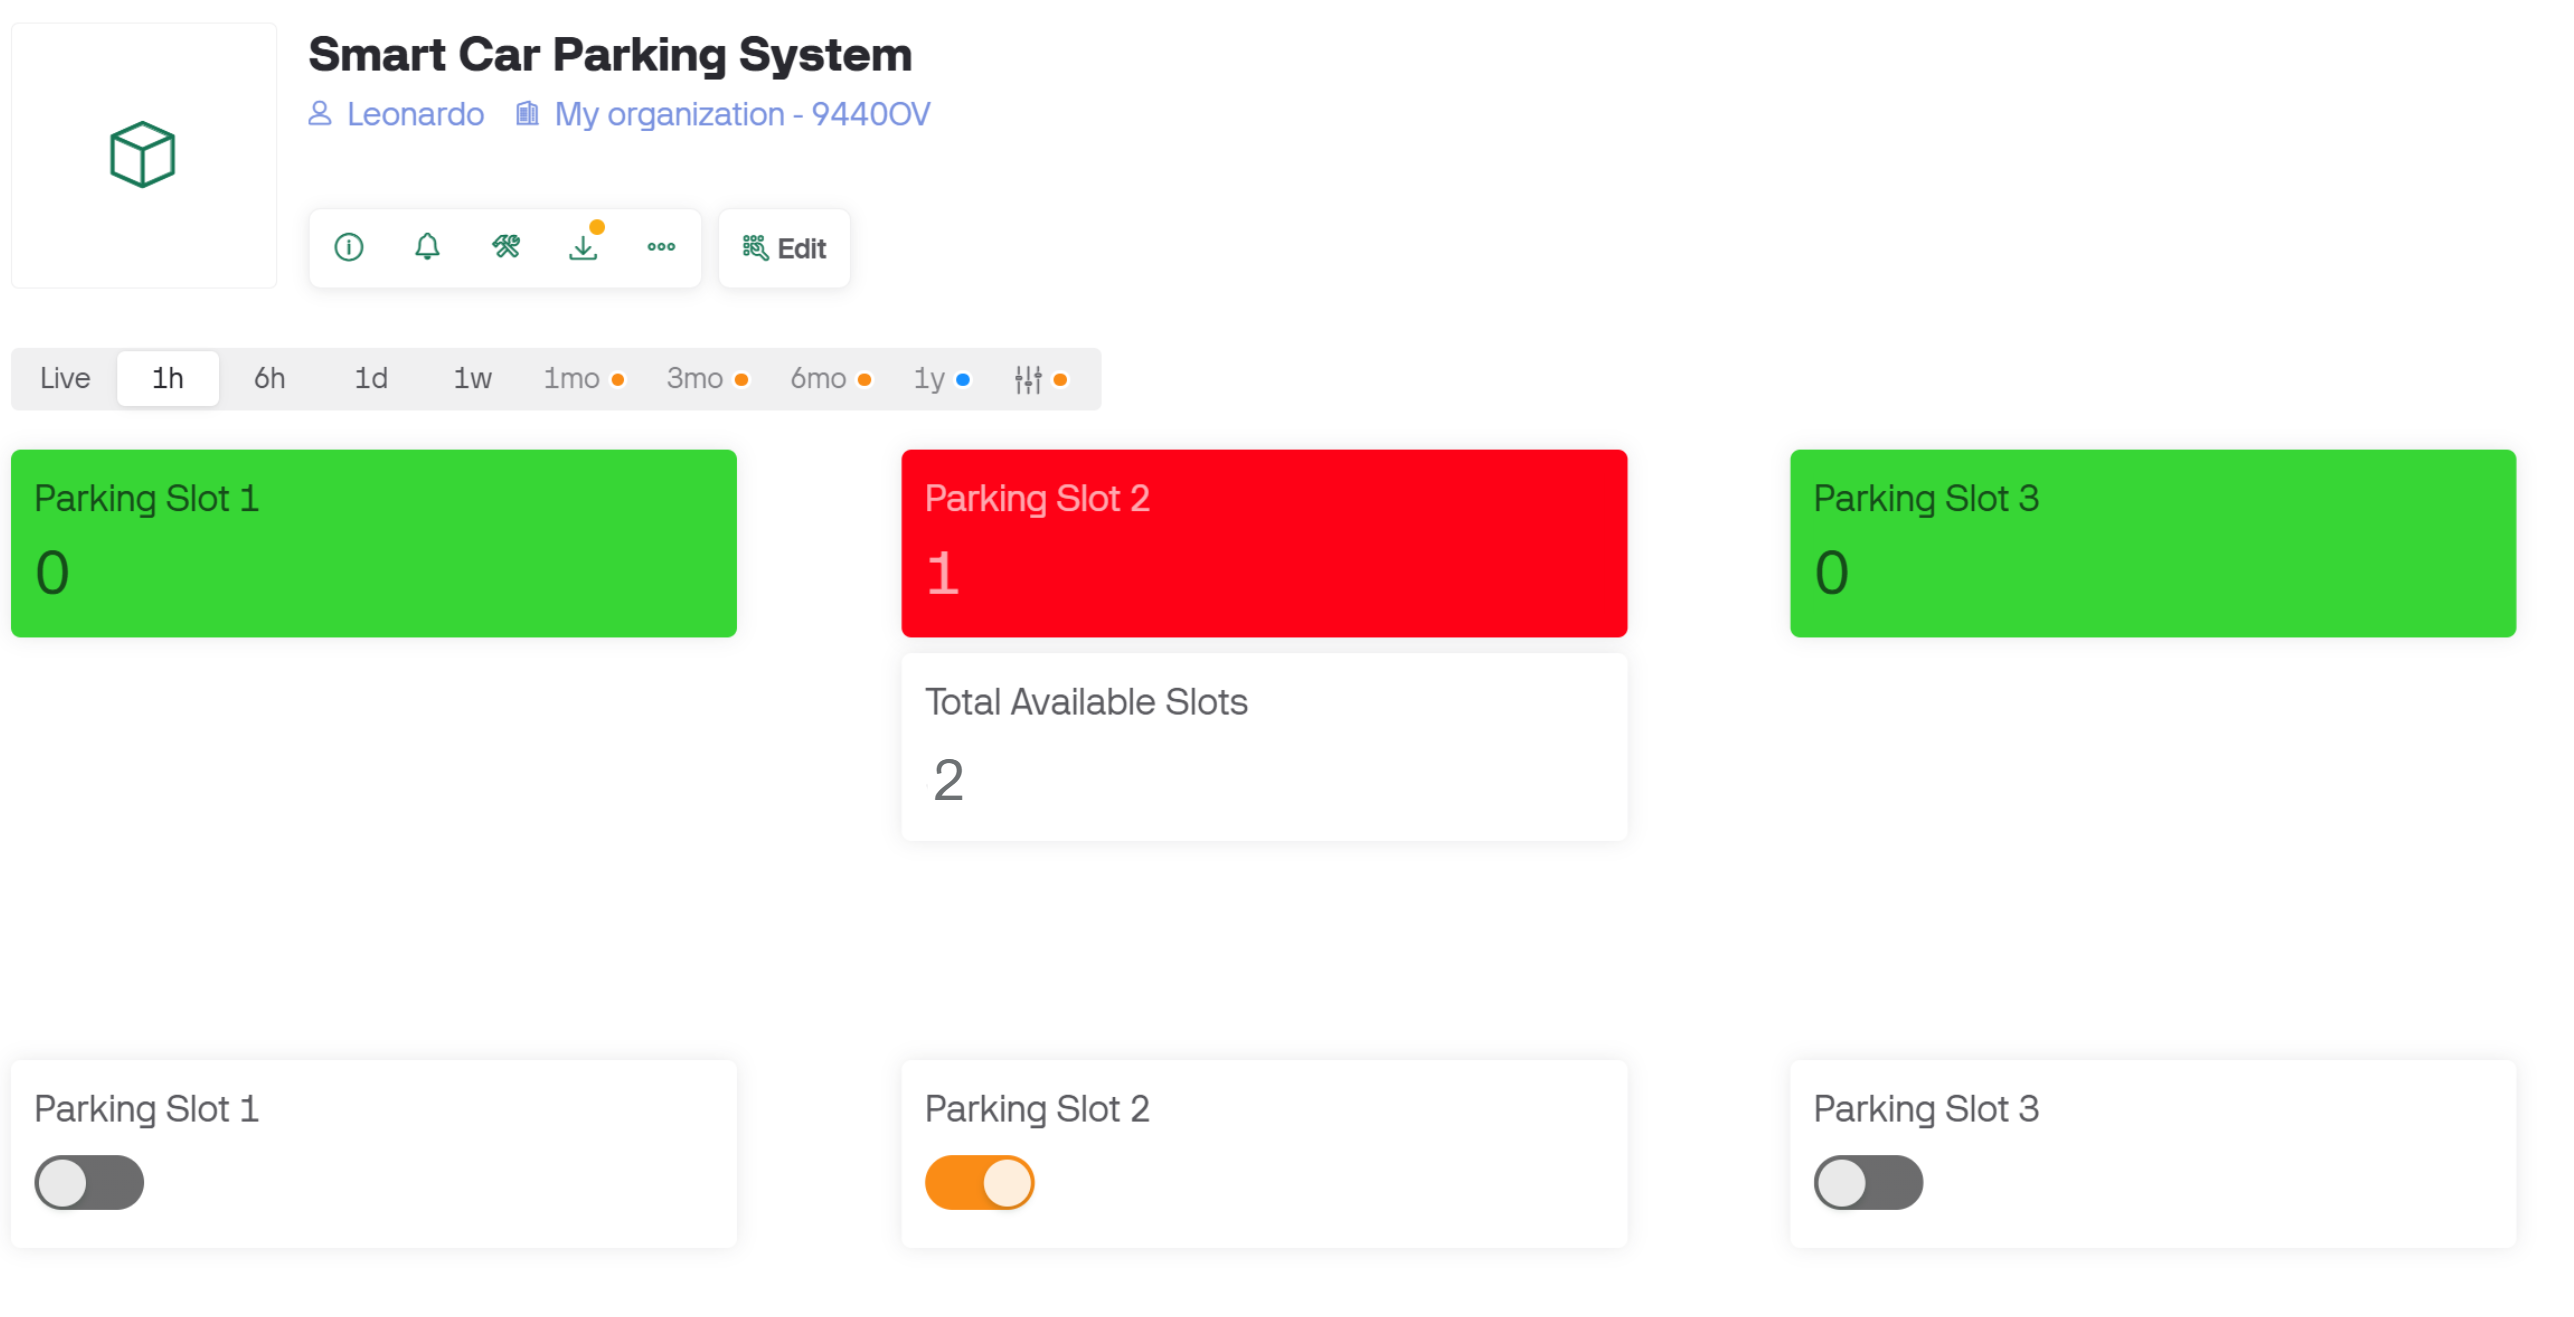 Smart Car Parking System
Leonardo My organization - 9440OV
Edit
Live 1h 6h 1d 1w 1mo 3mo 6mo 1y
Parking Slot 1 Parking Slot 2 Parking Slot 3
0 1 0
Total Available Slots
2
Parking Slot 1 Parking Slot 2 Parking Slot 3